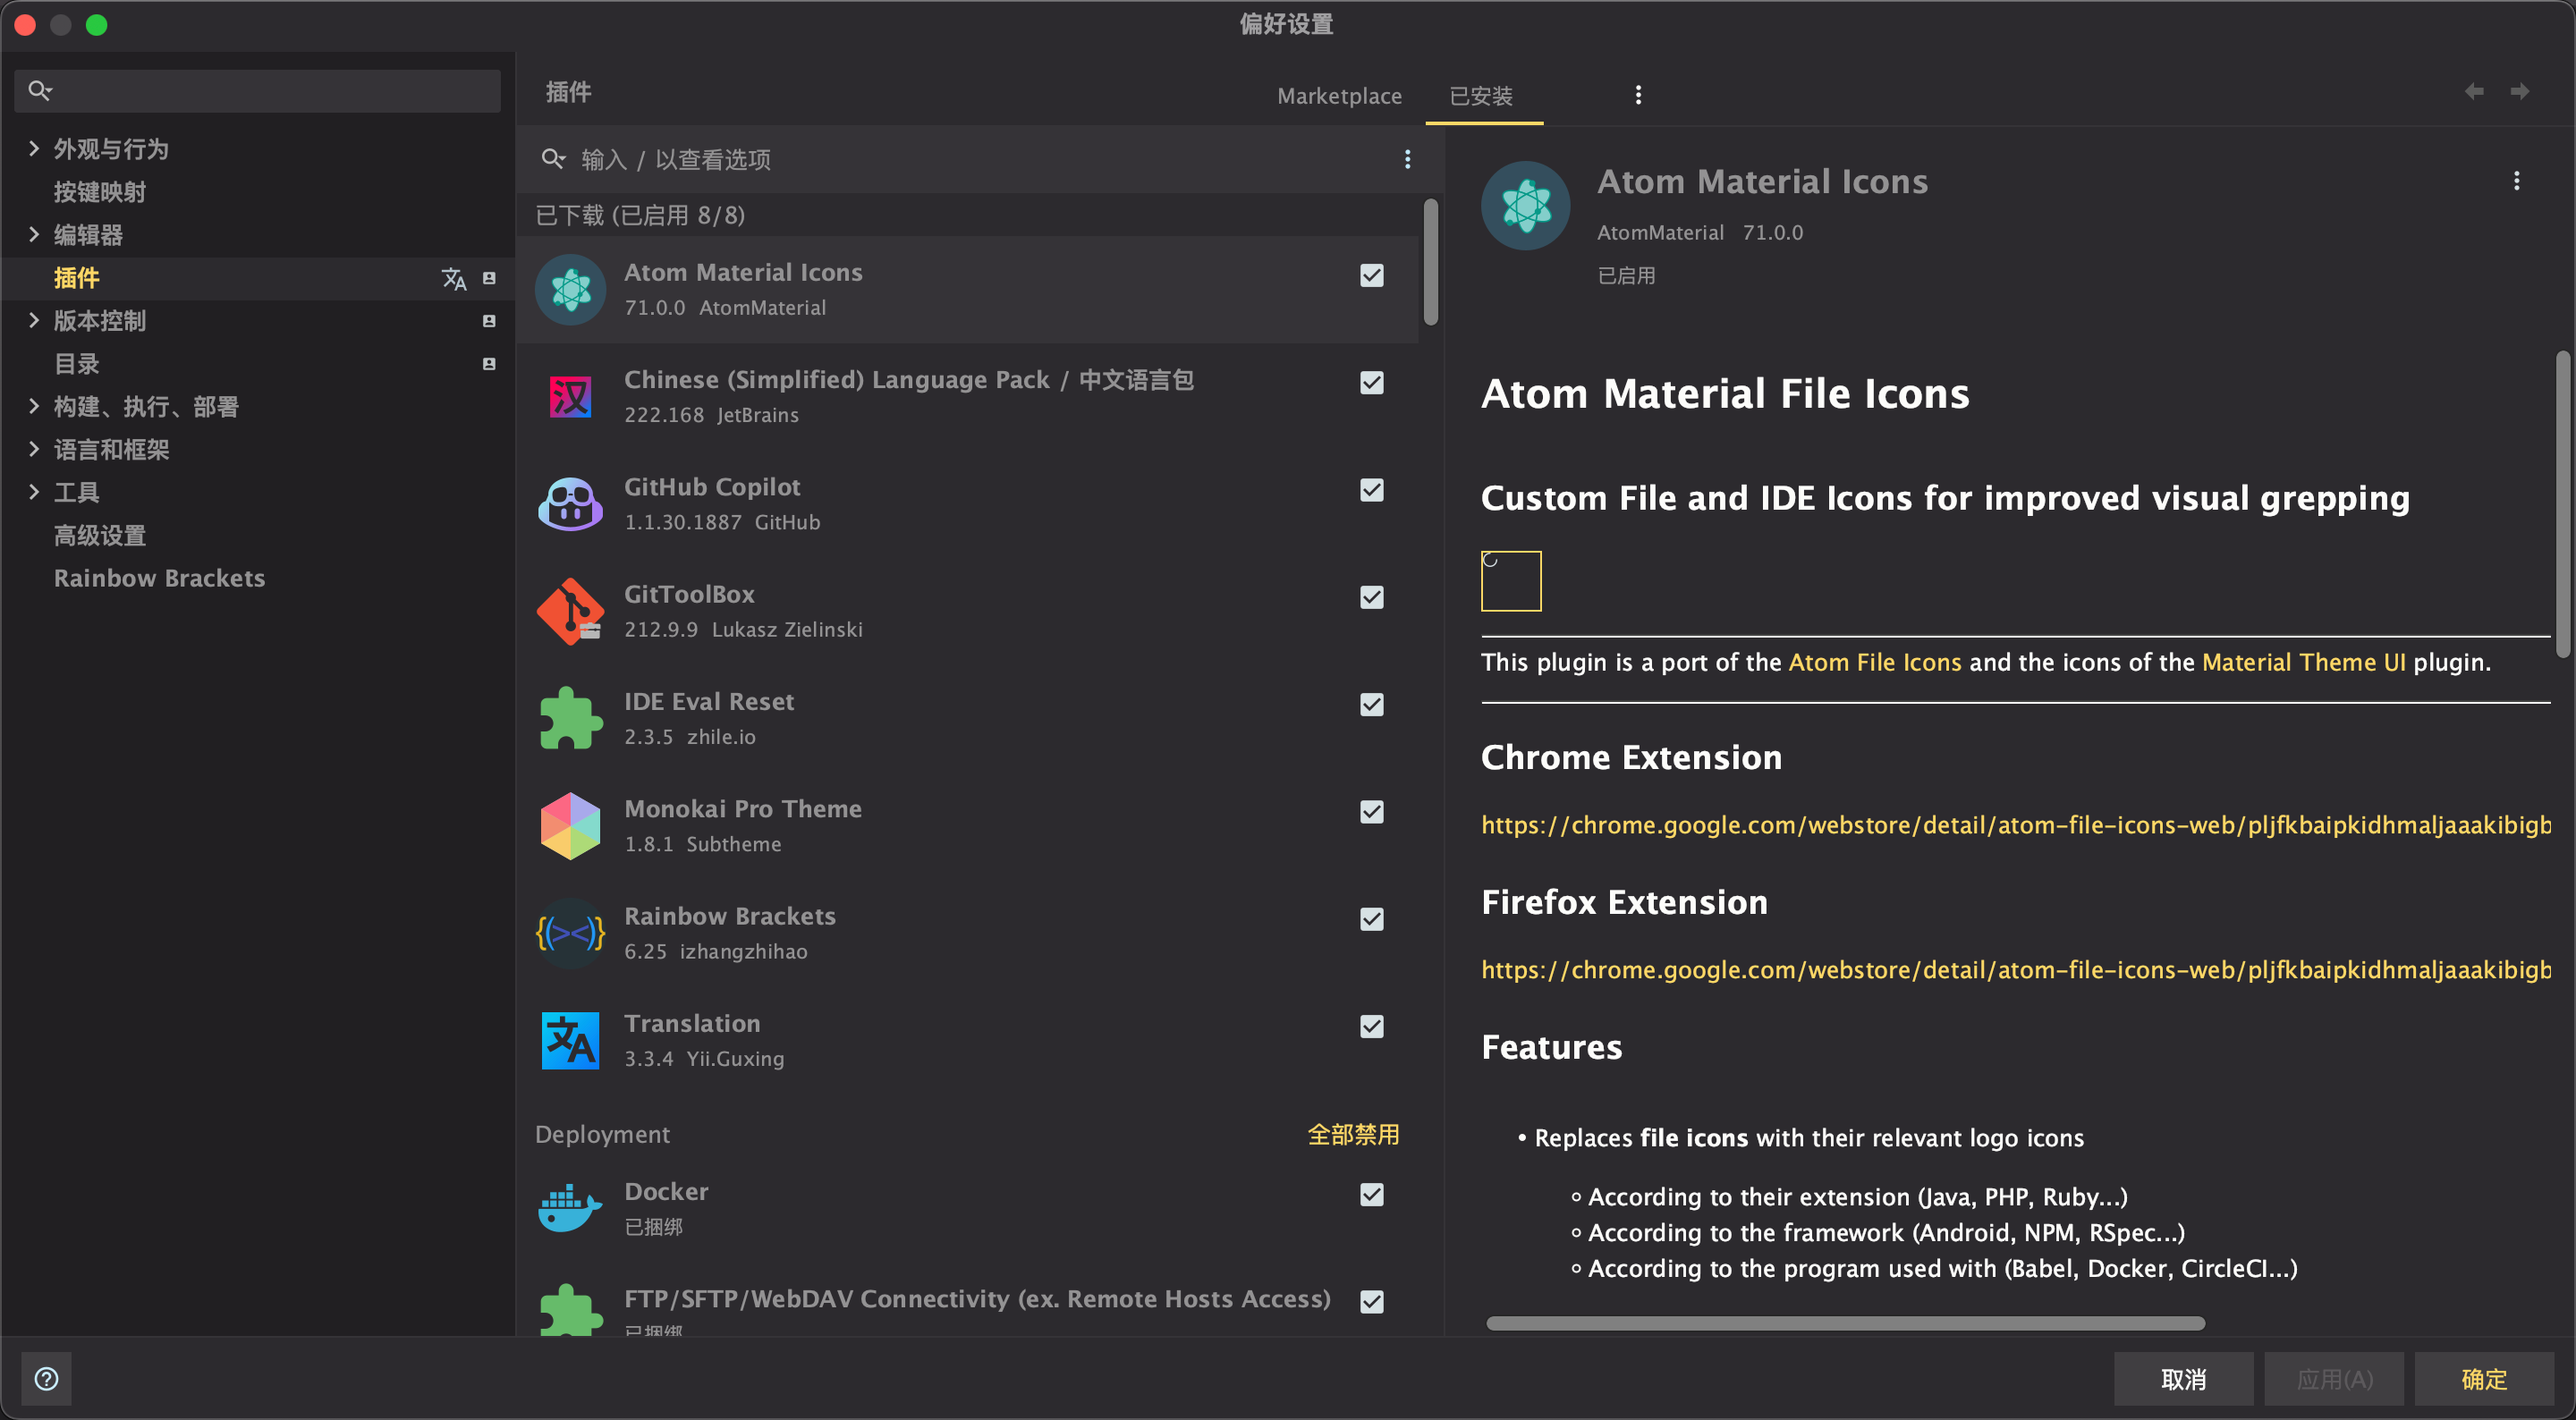 偏好设置
外观与行为
按键映射
编辑器
插件
版本控制
目录
构建、执行、部署
语言和框架
工具
高级设置
Rainbow Brackets
插件
Marketplace
已安装
输入 / 以查看选项
已下载 (已启用 8/8)
Atom Material Icons
71.0.0 AtomMaterial
汉
Chinese (Simplified) Language Pack / 中文语言包
222.168 JetBrains
GitHub Copilot
1.1.30.1887 GitHub
GitToolBox
212.9.9 Lukasz Zielinski
IDE Eval Reset
2.3.5 zhile.io
Monokai Pro Theme
1.8.1 Subtheme
{(><)}
Rainbow Brackets
6.25 izhangzhihao
文A
Translation
3.3.4 Yii.Guxing
Deployment 全部禁用
Docker
已捆绑
FTP/SFTP/WebDAV Connectivity (ex. Remote Hosts Access)
已捆绑
Atom Material Icons
AtomMaterial 71.0.0
已启用
Atom Material File Icons
Custom File and IDE Icons for improved visual grepping
This plugin is a port of the Atom File Icons and the icons of the Material Theme UI plugin.
Chrome Extension
https://chrome.google.com/webstore/detail/atom-file-icons-web/pljfkbaipkidhmaljaaakibigb
Firefox Extension
https://chrome.google.com/webstore/detail/atom-file-icons-web/pljfkbaipkidhmaljaaakibigb
Features
• Replaces file icons with their relevant logo icons
According to their extension (Java, PHP, Ruby...)
According to the framework (Android, NPM, RSpec...)
According to the program used with (Babel, Docker, CircleCI...)
?
取消
应用(A)
确定